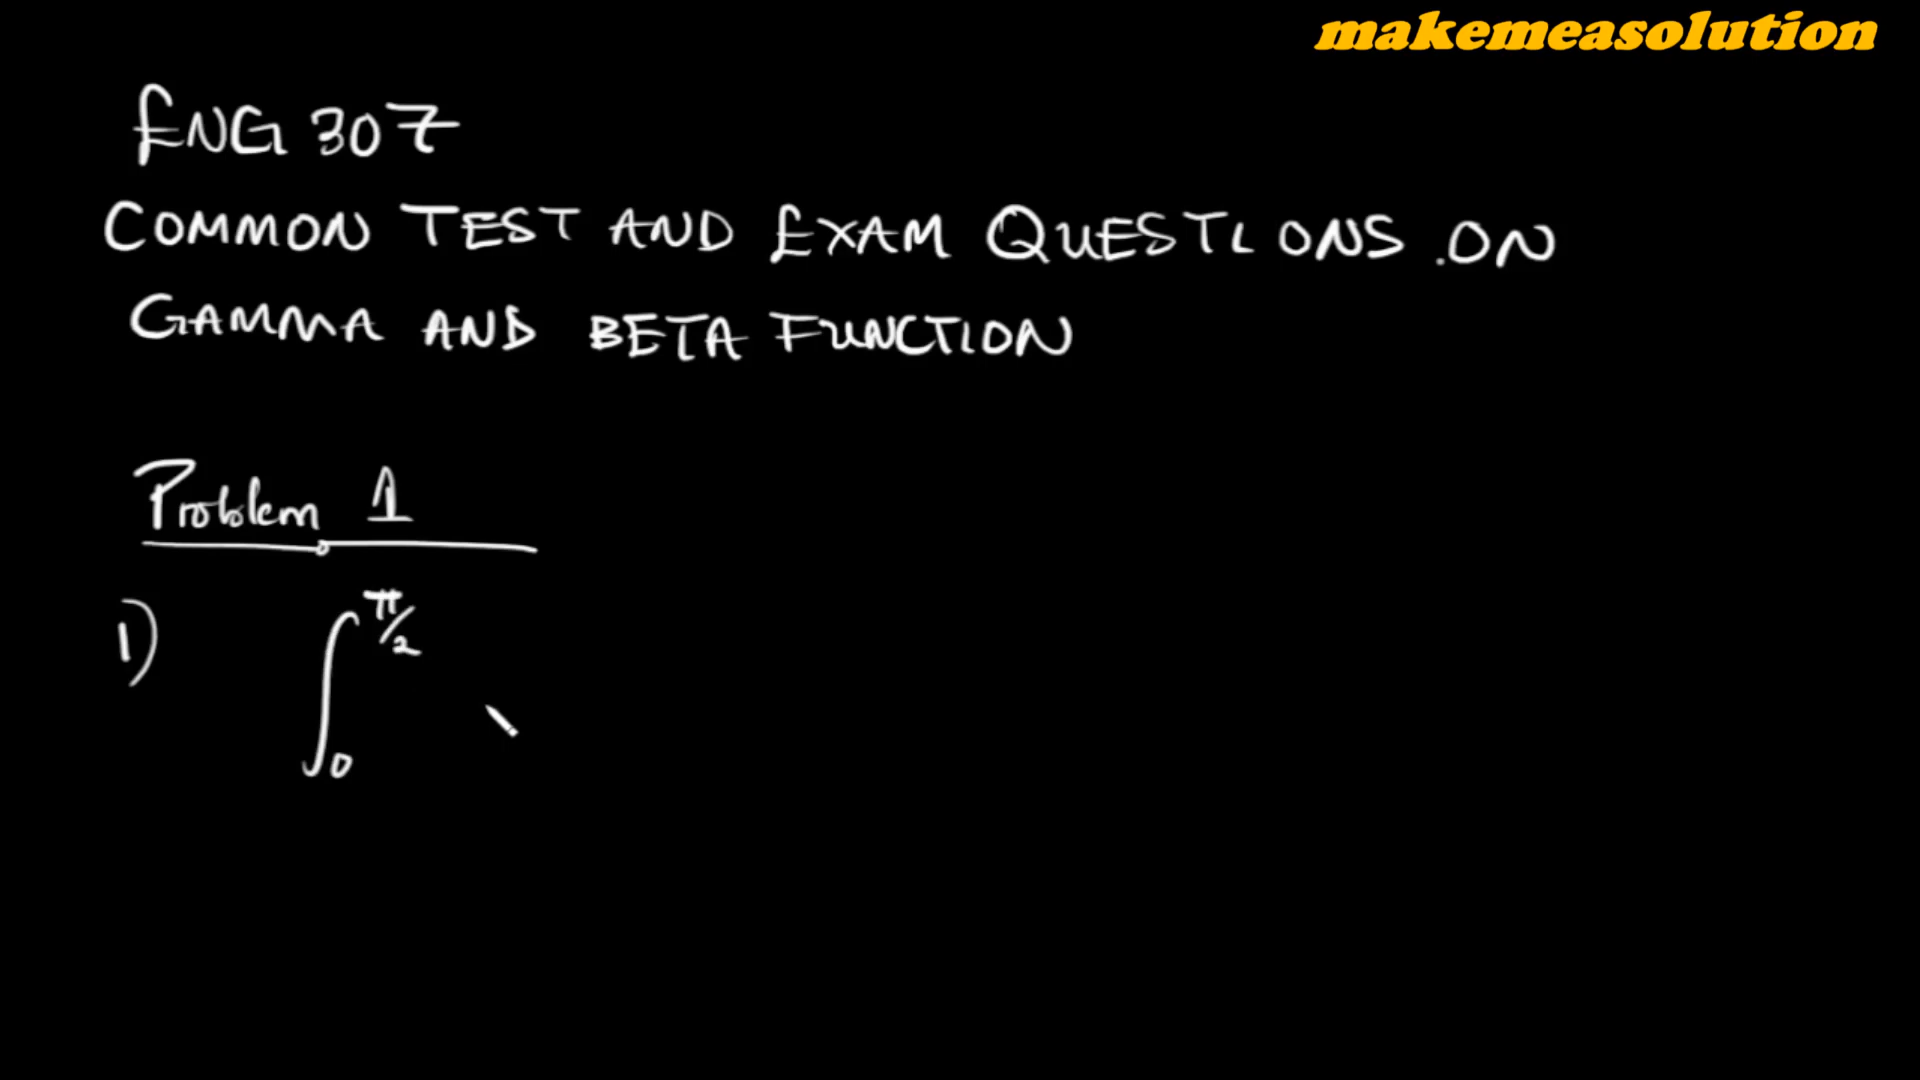 makemeasolution
ENG 307
COMMON TEST AND EXAM QUESTIONS .ON
GAMMA AND BETA FUNCTION
Problem 1
1) ∫₀^π/2 \